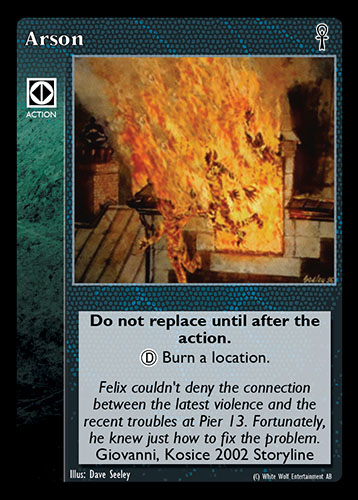 Arson
ACTION
Do not replace until after the
action.
Ⓓ Burn a location.
Felix couldn't deny the connection
between the latest violence and the
recent troubles at Pier 13. Fortunately,
he knew just how to fix the problem.
Giovanni, Kosice 2002 Storyline
Illus: Dave Seeley
(C) White Wolf Entertainment AB